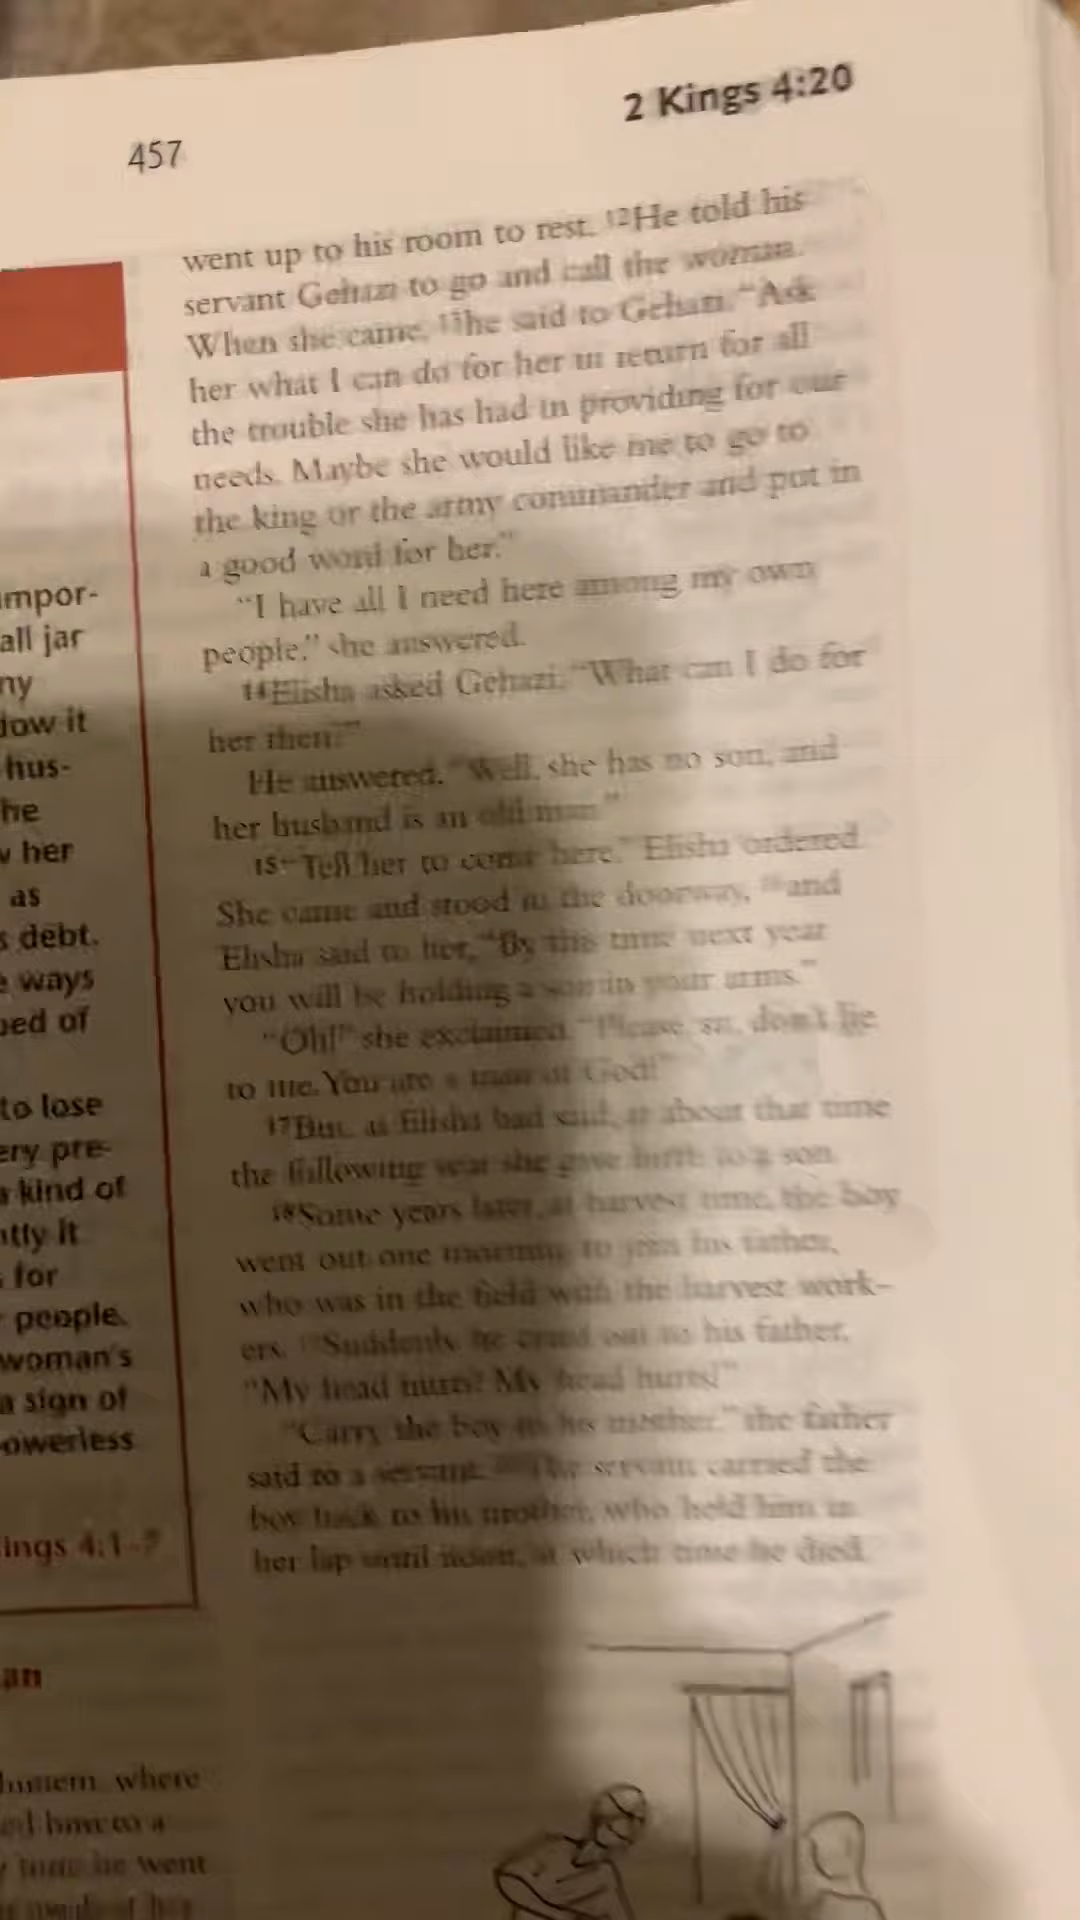 2 Kings 4:20
457
impor-
all jar
ny
low it
hus-
he
her
as
debt.
ways
ed of
to lose
ery pre-
kind of
tly it
for
people.
woman's
a sign of
owerless
ings 4:1-7
an
where
ed him to a
time he went
went up to his room to rest. 12He told his
servant Gehazi to go and call the woman.
When she came, 13he said to Gehazi, "Ask
her what I can do for her in return for all
the trouble she has had in providing for our
needs. Maybe she would like me to go to
the king or the army commander and put in
a good word for her."
"I have all I need here among my own
people," she answered.
14Elisha asked Gehazi, "What can I do for
her then?"
He answered, "Well, she has no son, and
her husband is an old man."
15"Tell her to come here," Elisha ordered.
She came and stood in the doorway, 16and
Elisha said to her, "By this time next year
you will be holding a son in your arms."
"Oh!" she exclaimed. "Please, sir, don't lie
to me. You are a man of God!"
17But, as Elisha had said, at about that time
the following year she gave birth to a son.
18Some years later, at harvest time, the boy
went out one morning to join his father,
who was in the field with the harvest work-
ers. 19Suddenly he cried out to his father,
"My head hurts! My head hurts!"
"Carry the boy to his mother," the father
said to a servant. 20The servant carried the
boy back to his mother, who held him in
her lap until noon, at which time he died.